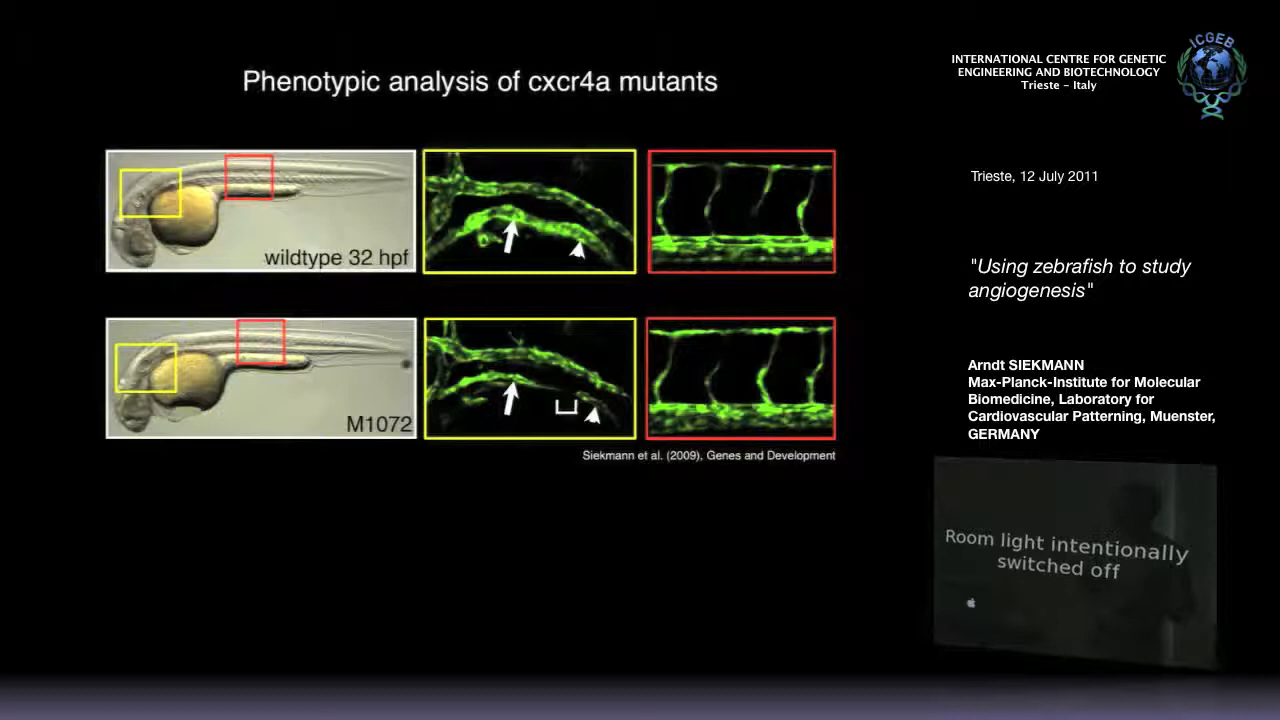 Phenotypic analysis of cxcr4a mutants
wildtype 32 hpf
M1072
Siekmann et al. (2009), Genes and Development
INTERNATIONAL CENTRE FOR GENETIC
ENGINEERING AND BIOTECHNOLOGY
Trieste – Italy
ICGEB
Trieste, 12 July 2011
"Using zebrafish to study
angiogenesis"
Arndt SIEKMANN
Max-Planck-Institute for Molecular
Biomedicine, Laboratory for
Cardiovascular Patterning, Muenster,
GERMANY
Room light intentionally
switched off